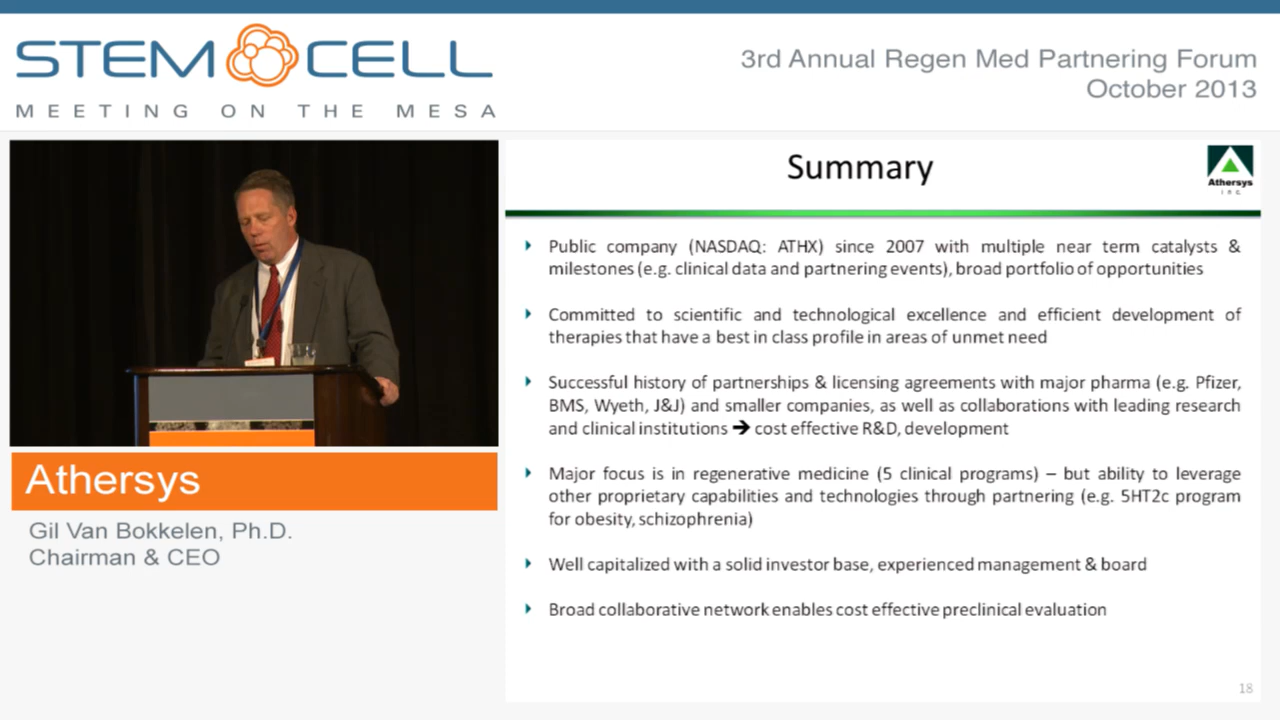 STEM CELL
MEETING ON THE MESA
3rd Annual Regen Med Partnering Forum
October 2013
Athersys
Gil Van Bokkelen, Ph.D.
Chairman & CEO
Summary
Athersys
inc.
Public company (NASDAQ: ATHX) since 2007 with multiple near term catalysts &
milestones (e.g. clinical data and partnering events), broad portfolio of opportunities
Committed to scientific and technological excellence and efficient development of
therapies that have a best in class profile in areas of unmet need
Successful history of partnerships & licensing agreements with major pharma (e.g. Pfizer,
BMS, Wyeth, J&J) and smaller companies, as well as collaborations with leading research
and clinical institutions ➔ cost effective R&D, development
Major focus is in regenerative medicine (5 clinical programs) – but ability to leverage
other proprietary capabilities and technologies through partnering (e.g. 5HT2c program
for obesity, schizophrenia)
Well capitalized with a solid investor base, experienced management & board
Broad collaborative network enables cost effective preclinical evaluation
18